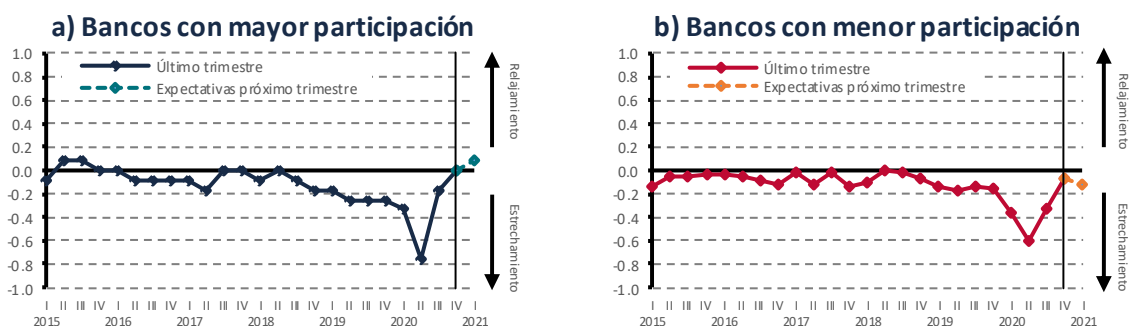 a) Bancos con mayor participación
1.0
0.8
0.6
0.4
0.2
0.0
-0.2
-0.4
-0.6
-0.8
-1.0
Último trimestre
Expectativas próximo trimestre
Relajamiento
Estrechamiento
I II III IV I II III IV I II III IV I II III IV I II III IV I II III IV I
2015 2016 2017 2018 2019 2020 2021
b) Bancos con menor participación
1.0
0.8
0.6
0.4
0.2
0.0
-0.2
-0.4
-0.6
-0.8
-1.0
Último trimestre
Expectativas próximo trimestre
Relajamiento
Estrechamiento
I II III IV I II III IV I II III IV I II III IV I II III IV I II III IV I
2015 2016 2017 2018 2019 2020 2021